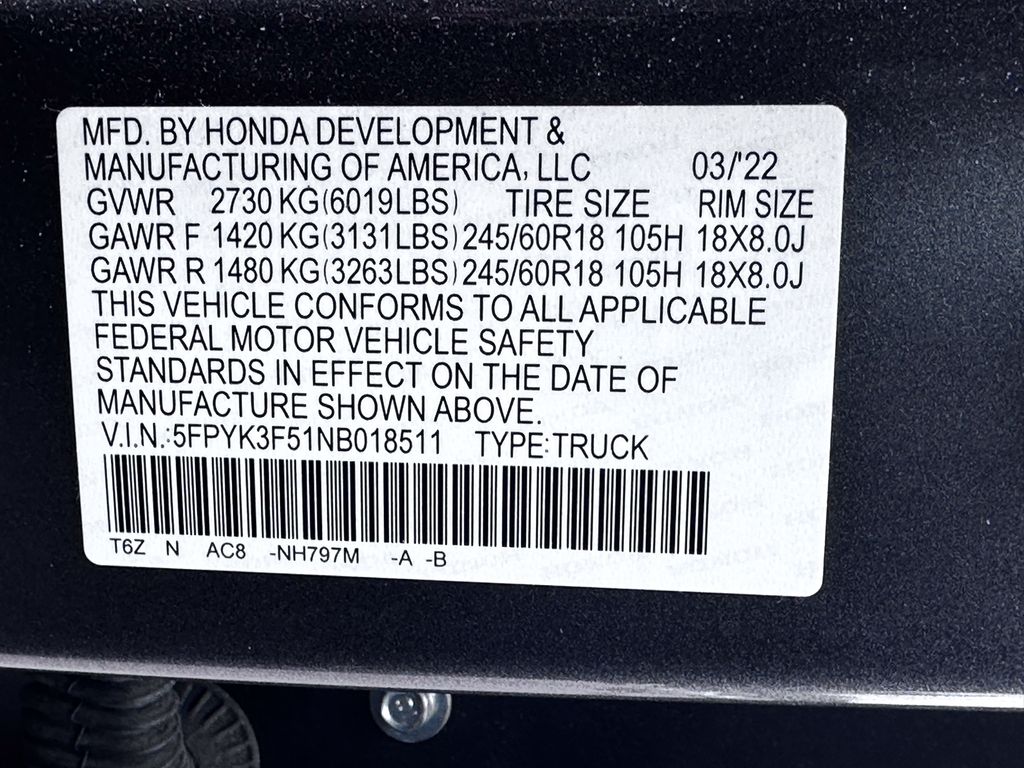 MFD. BY HONDA DEVELOPMENT &
MANUFACTURING OF AMERICA, LLC 03/'22
GVWR 2730 KG(6019LBS) TIRE SIZE RIM SIZE
GAWR F 1420 KG(3131LBS) 245/60R18 105H 18X8.0J
GAWR R 1480 KG(3263LBS) 245/60R18 105H 18X8.0J
THIS VEHICLE CONFORMS TO ALL APPLICABLE
FEDERAL MOTOR VEHICLE SAFETY
STANDARDS IN EFFECT ON THE DATE OF
MANUFACTURE SHOWN ABOVE.
V.I.N.:5FPYK3F51NB018511 TYPE:TRUCK
T6Z N AC8 -NH797M -A -B